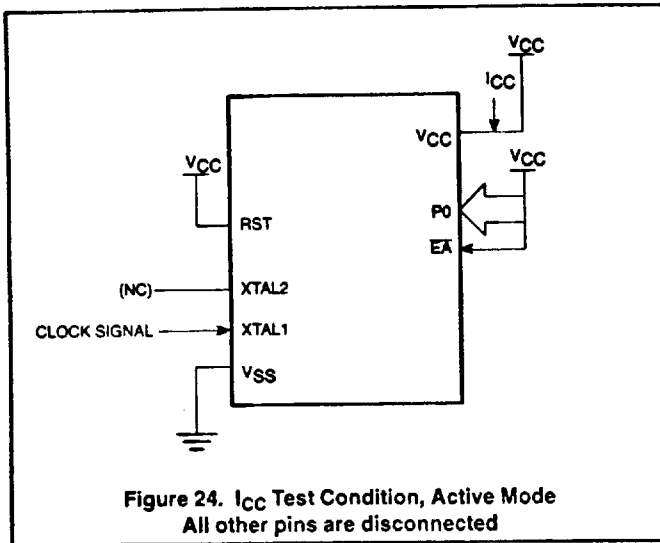 VCC
ICC
VCC
VCC
VCC
P0
RST
EA
(NC)
XTAL2
CLOCK SIGNAL
XTAL1
VSS
Figure 24. ICC Test Condition, Active Mode
All other pins are disconnected